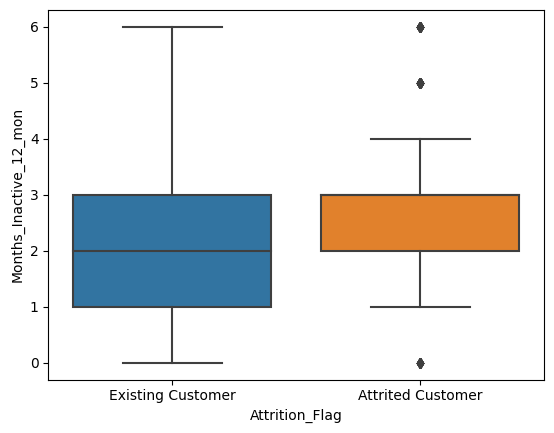 6
5
4
3
2
1
0
Months_Inactive_12_mon
Existing Customer
Attrited Customer
Attrition_Flag